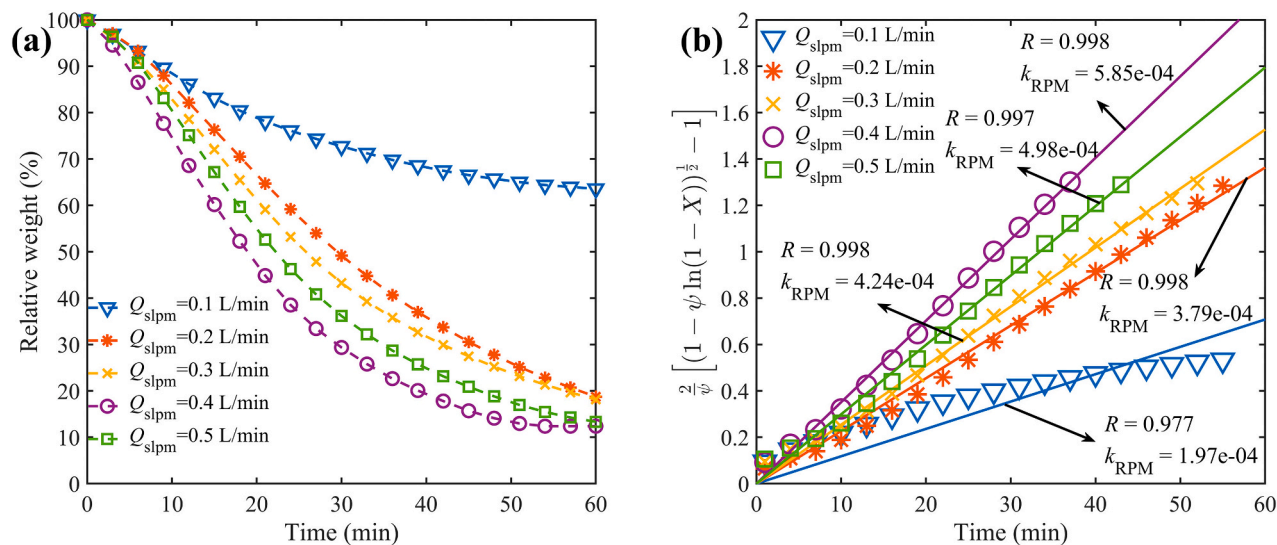 (a)
Relative weight (%)
100
90
80
70
60
50
40
30
20
10
0
Q_slpm=0.1 L/min
Q_slpm=0.2 L/min
Q_slpm=0.3 L/min
Q_slpm=0.4 L/min
Q_slpm=0.5 L/min
0 10 20 30 40 50 60
Time (min)
(b)
2/ψ [(1 − ψ ln(1 − X))^(1/2) − 1]
2
1.8
1.6
1.4
1.2
1
0.8
0.6
0.4
0.2
0
Q_slpm=0.1 L/min
Q_slpm=0.2 L/min
Q_slpm=0.3 L/min
Q_slpm=0.4 L/min
Q_slpm=0.5 L/min
R = 0.998
k_RPM = 5.85e-04
R = 0.997
k_RPM = 4.98e-04
R = 0.998
k_RPM = 4.24e-04
R = 0.998
k_RPM = 3.79e-04
R = 0.977
k_RPM = 1.97e-04
0 10 20 30 40 50 60
Time (min)